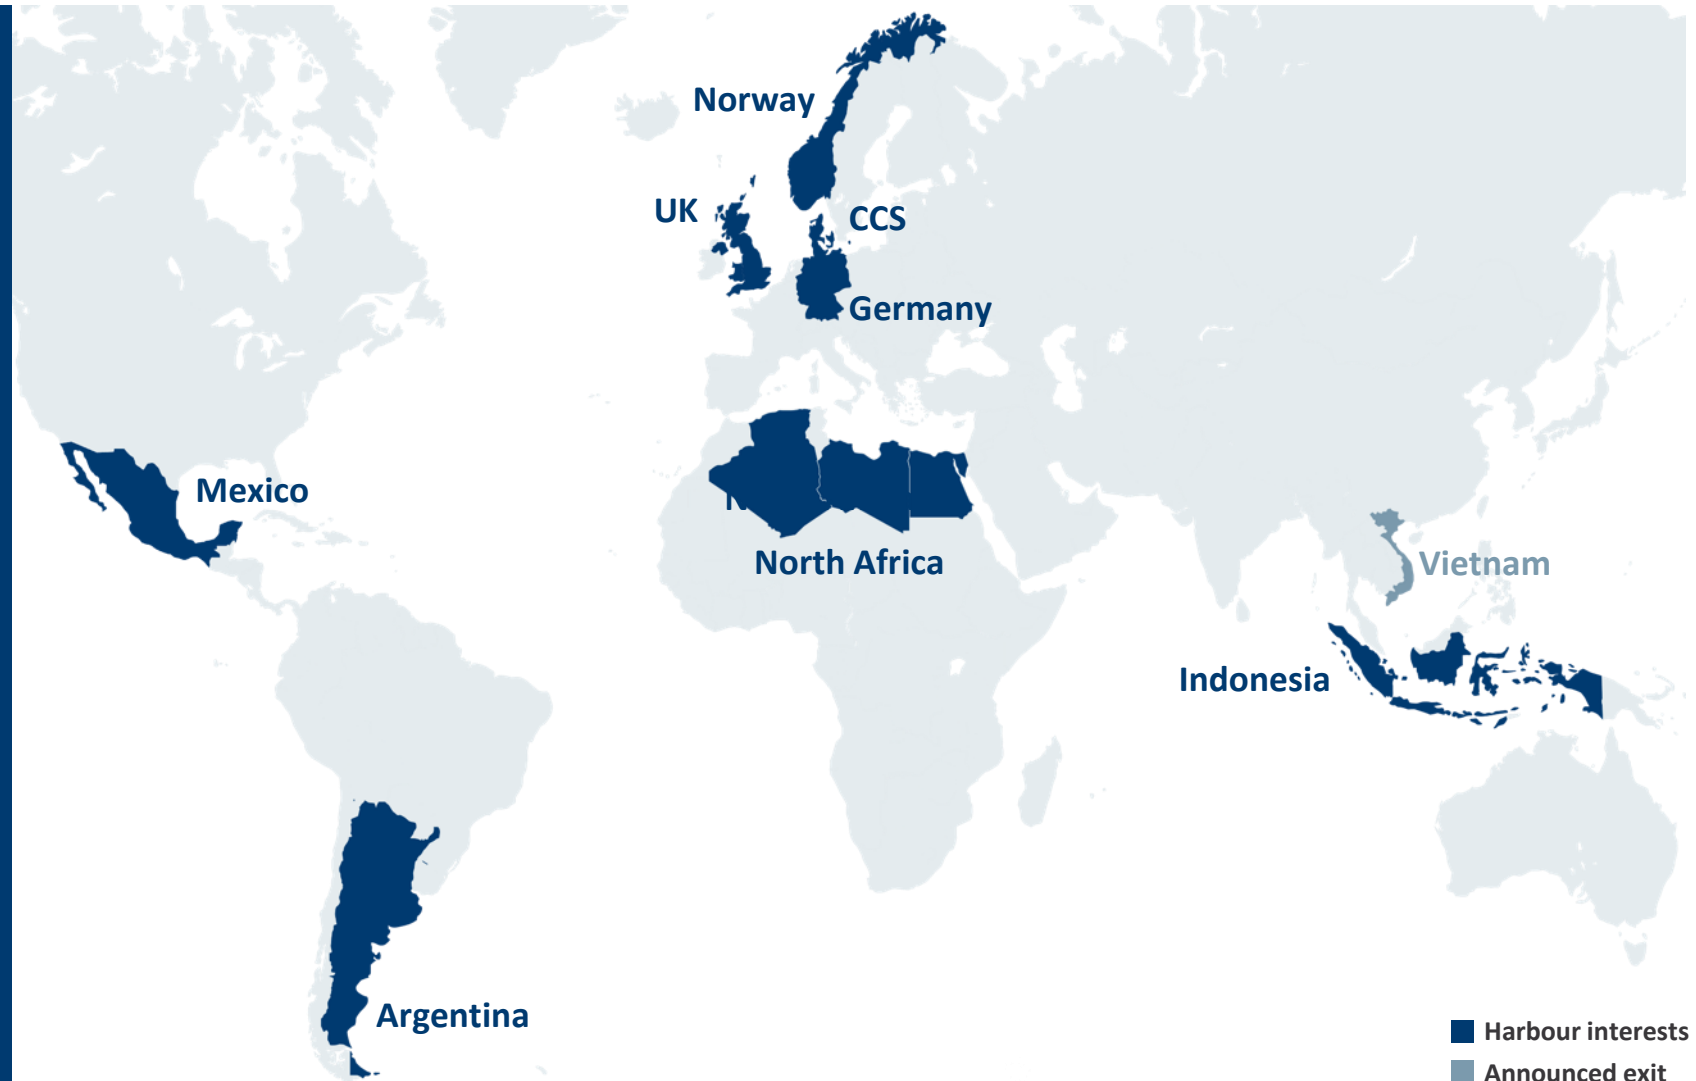 Norway
UK
CCS
Germany
Mexico
North Africa
Vietnam
Indonesia
Argentina
Harbour interests
Announced exit